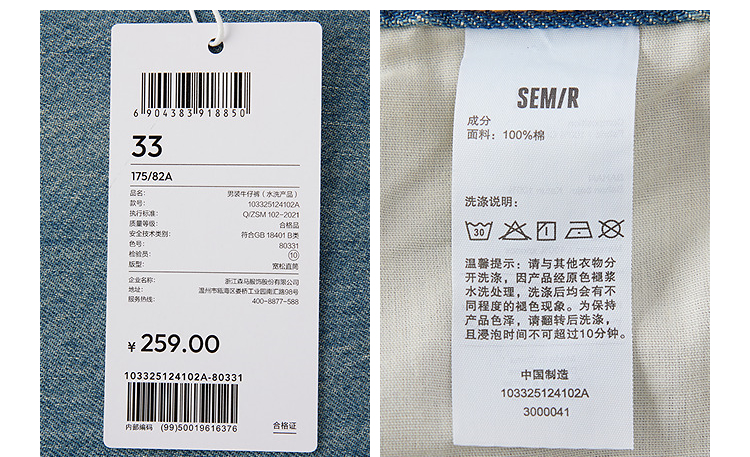 6 904383 918850
33
175/82A
品名: 男装牛仔裤（水洗产品）
款号: 103325124102A
执行标准: Q/ZSM 102-2021
质量等级: 合格品
安全技术类别: 符合GB 18401 B类
色号: 80331
检验员: ⑩
版型: 宽松直筒
企业名称: 浙江森马服饰股份有限公司
地址: 温州市瓯海区娄桥工业园南汇路98号
服务热线: 400-8877-588
¥ 259.00
103325124102A-80331
内部编码 (99)50019616376
合格证
SEM/R
成分
面料: 100%棉
洗涤说明:
30
温馨提示: 请与其他衣物分
开洗涤, 因产品经原色褪浆
水洗处理, 洗涤后均会有不
同程度的褪色现象。为保持
产品色泽, 请翻转后洗涤,
且浸泡时间不可超过10分钟。
中国制造
103325124102A
3000041